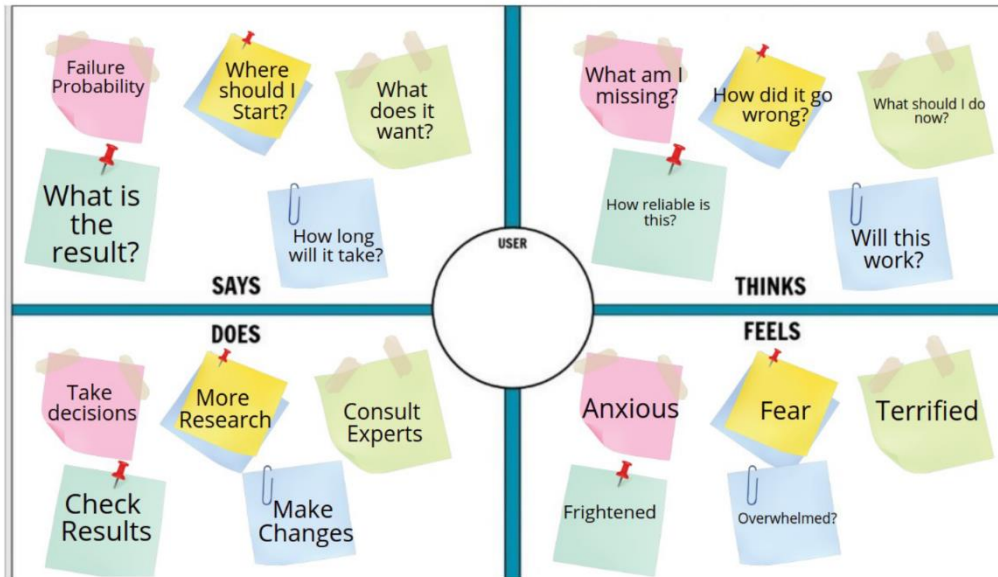 Failure
Probability
Where
should I
Start?
What
does it
want?
What is
the
result?
How long
will it take?
SAYS
What am I
missing?
How did it go
wrong?
What should I do
now?
How reliable is
this?
Will this
work?
THINKS
USER
DOES
Take
decisions
More
Research
Consult
Experts
Check
Results
Make
Changes
FEELS
Anxious
Fear
Terrified
Frightened
Overwhelmed?